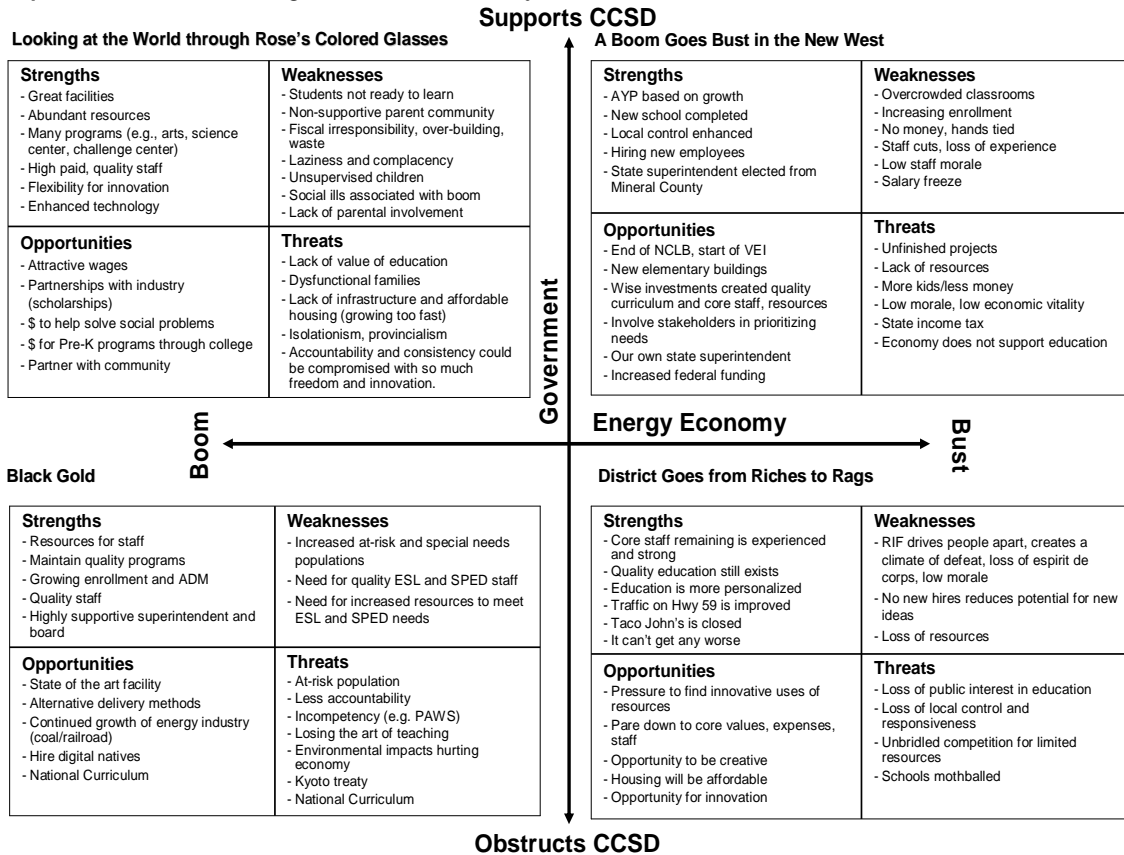 Supports CCSD
Looking at the World through Rose's Colored Glasses
Strengths
- Great facilities
- Abundant resources
- Many programs (e.g., arts, science
center, challenge center)
- High paid, quality staff
- Flexibility for innovation
- Enhanced technology
Weaknesses
- Students not ready to learn
- Non-supportive parent community
- Fiscal irresponsibility, over-building,
waste
- Laziness and complacency
- Unsupervised children
- Social ills associated with boom
- Lack of parental involvement
Opportunities
- Attractive wages
- Partnerships with industry
(scholarships)
- $ to help solve social problems
- $ for Pre-K programs through college
- Partner with community
Threats
- Lack of value of education
- Dysfunctional families
- Lack of infrastructure and affordable
housing (growing too fast)
- Isolationism, provincialism
- Accountability and consistency could
be compromised with so much
freedom and innovation.
A Boom Goes Bust in the New West
Strengths
- AYP based on growth
- New school completed
- Local control enhanced
- Hiring new employees
- State superintendent elected from
Mineral County
Weaknesses
- Overcrowded classrooms
- Increasing enrollment
- No money, hands tied
- Staff cuts, loss of experience
- Low staff morale
- Salary freeze
Opportunities
- End of NCLB, start of VEI
- New elementary buildings
- Wise investments created quality
curriculum and core staff, resources
- Involve stakeholders in prioritizing
needs
- Our own state superintendent
- Increased federal funding
Threats
- Unfinished projects
- Lack of resources
- More kids/less money
- Low morale, low economic vitality
- State income tax
- Economy does not support education
Government
Boom
Energy Economy
Bust
Black Gold
Strengths
- Resources for staff
- Maintain quality programs
- Growing enrollment and ADM
- Quality staff
- Highly supportive superintendent and
board
Weaknesses
- Increased at-risk and special needs
populations
- Need for quality ESL and SPED staff
- Need for increased resources to meet
ESL and SPED needs
Opportunities
- State of the art facility
- Alternative delivery methods
- Continued growth of energy industry
(coal/railroad)
- Hire digital natives
- National Curriculum
Threats
- At-risk population
- Less accountability
- Incompetency (e.g. PAWS)
- Losing the art of teaching
- Environmental impacts hurting
economy
- Kyoto treaty
- National Curriculum
District Goes from Riches to Rags
Strengths
- Core staff remaining is experienced
and strong
- Quality education still exists
- Education is more personalized
- Traffic on Hwy 59 is improved
- Taco John's is closed
- It can't get any worse
Weaknesses
- RIF drives people apart, creates a
climate of defeat, loss of espirit de
corps, low morale
- No new hires reduces potential for new
ideas
- Loss of resources
Opportunities
- Pressure to find innovative uses of
resources
- Pare down to core values, expenses,
staff
- Opportunity to be creative
- Housing will be affordable
- Opportunity for innovation
Threats
- Loss of public interest in education
- Loss of local control and
responsiveness
- Unbridled competition for limited
resources
- Schools mothballed
Obstructs CCSD